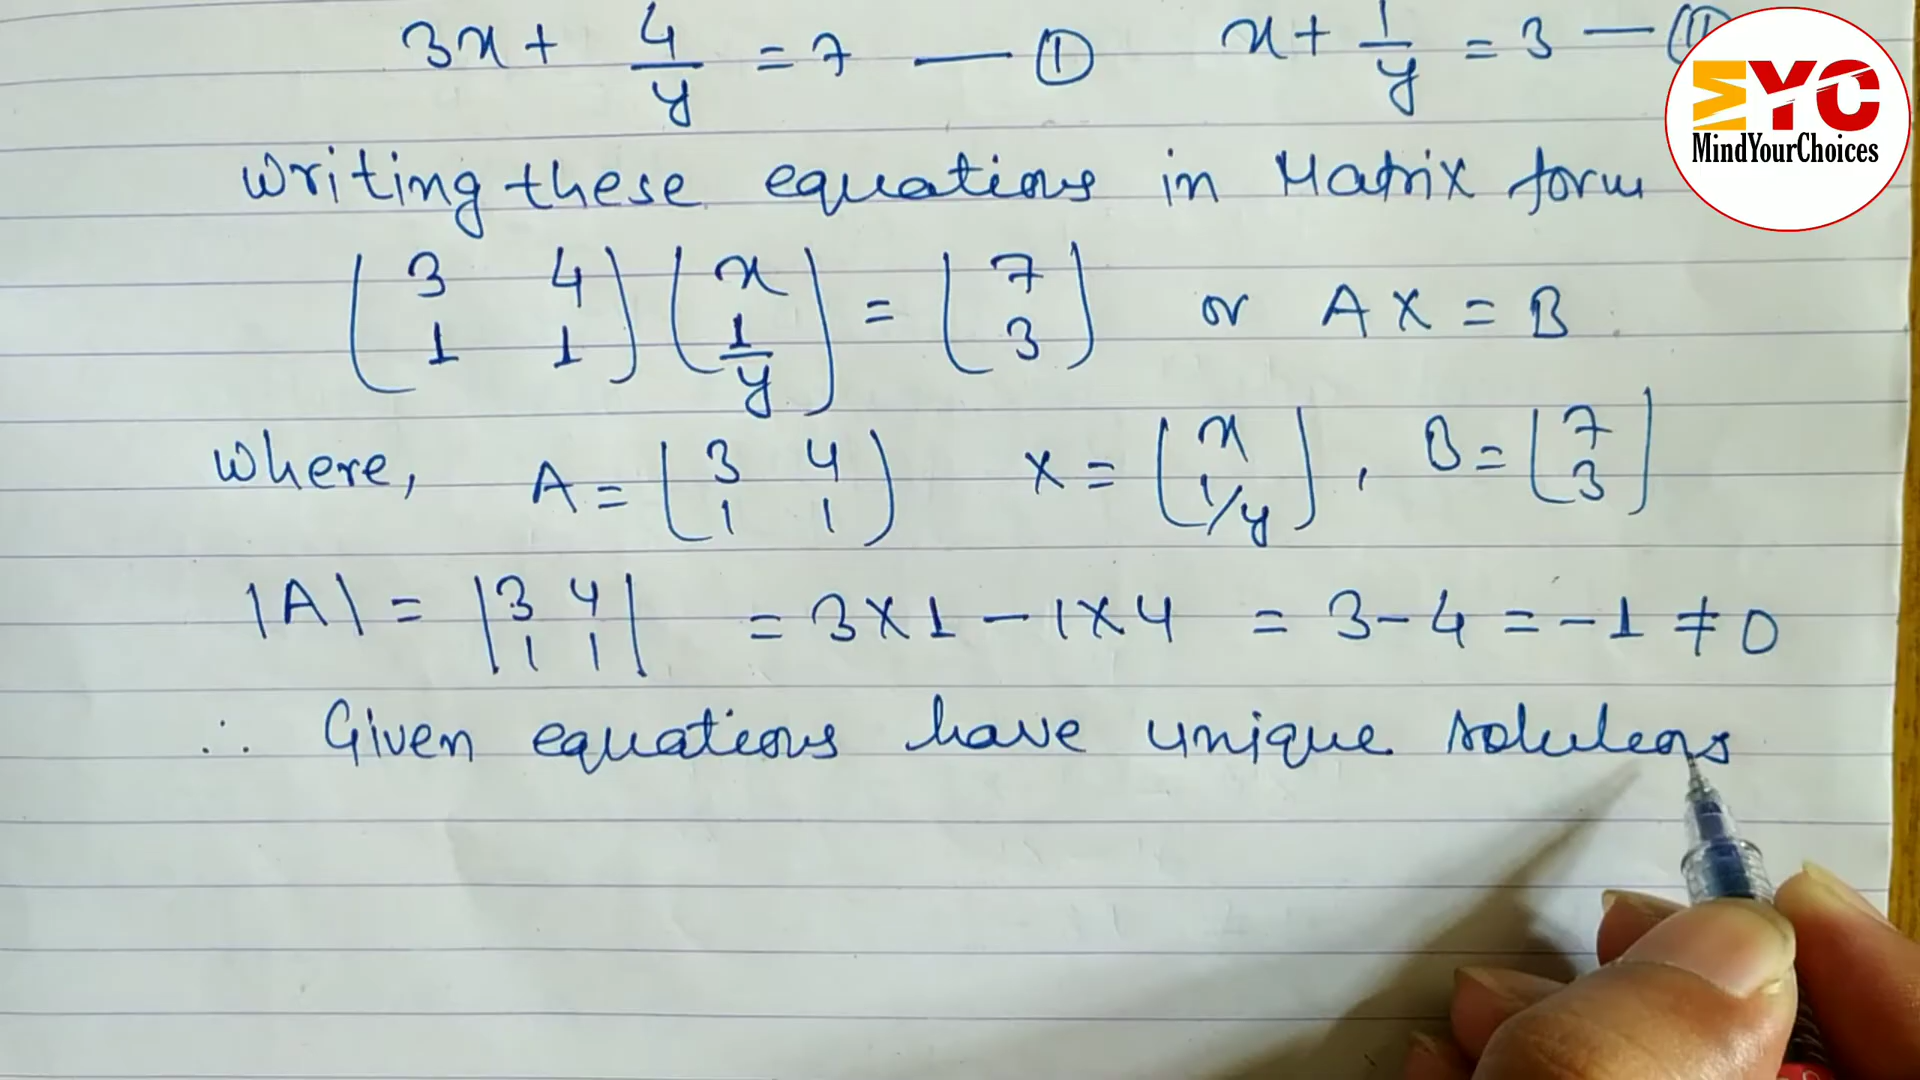 3x + 4/y = 7 — ① x + 1/y = 3 — ⑪
MYC
MindYourChoices
Writing these equations in Matrix form
( 3 4 ; 1 1 ) ( x ; 1/y ) = ( 7 ; 3 ) or A X = B
where, A = ( 3 4 ; 1 1 ) X = ( x ; 1/y ) , B = ( 7 ; 3 )
|A| = | 3 4 ; 1 1 | = 3 × 1 - 1 × 4 = 3 - 4 = -1 ≠ 0
∴ Given equations have unique solutions